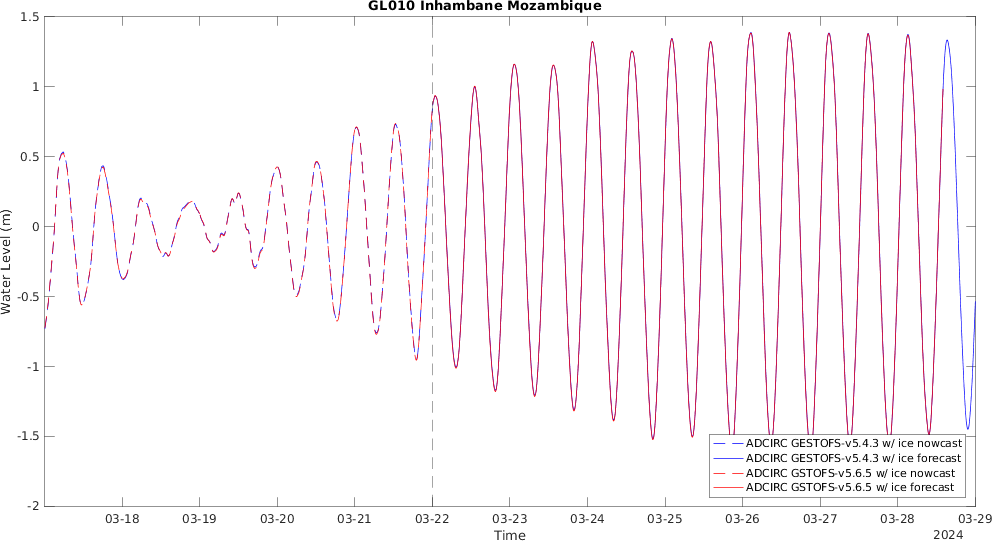 GL010 Inhambane Mozambique
Water Level (m)
1.5
1
0.5
0
-0.5
-1
-1.5
-2
ADCIRC GESTOFS-v5.4.3 w/ ice nowcast
ADCIRC GESTOFS-v5.4.3 w/ ice forecast
ADCIRC GSTOFS-v5.6.5 w/ ice nowcast
ADCIRC GSTOFS-v5.6.5 w/ ice forecast
03-18 03-19 03-20 03-21 03-22 03-23 03-24 03-25 03-26 03-27 03-28 03-29
Time
2024